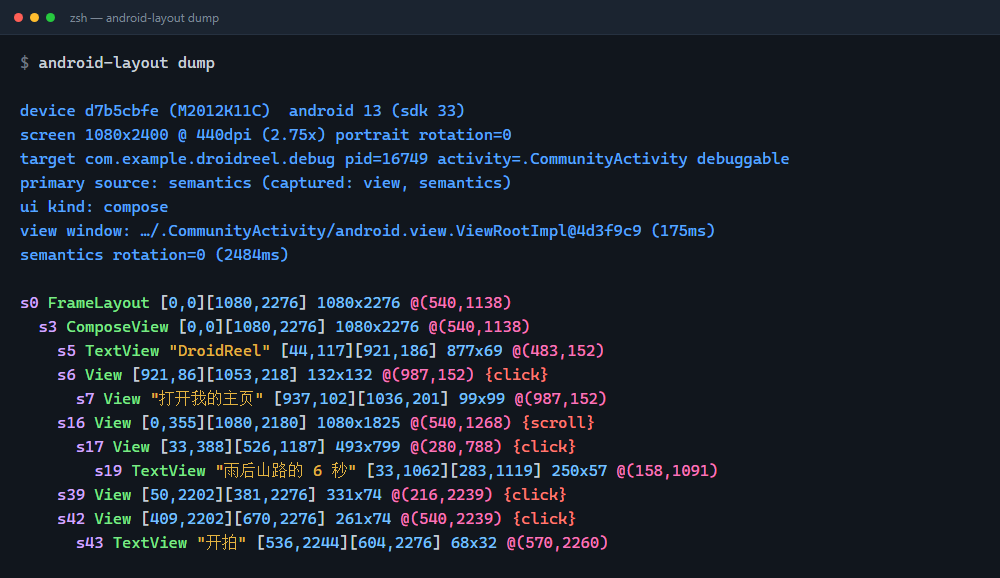 zsh — android-layout dump
$ android-layout dump
device d7b5cbfe (M2012K11C)  android 13 (sdk 33)
screen 1080x2400 @ 440dpi (2.75x) portrait rotation=0
target com.example.droidreel.debug pid=16749 activity=.CommunityActivity debuggable
primary source: semantics (captured: view, semantics)
ui kind: compose
view window: …/.CommunityActivity/android.view.ViewRootImpl@4d3f9c9 (175ms)
semantics rotation=0 (2484ms)
s0 FrameLayout [0,0][1080,2276] 1080x2276 @(540,1138)
s3 ComposeView [0,0][1080,2276] 1080x2276 @(540,1138)
s5 TextView "DroidReel" [44,117][921,186] 877x69 @(483,152)
s6 View [921,86][1053,218] 132x132 @(987,152) {click}
s7 View "打开我的主页" [937,102][1036,201] 99x99 @(987,152)
s16 View [0,355][1080,2180] 1080x1825 @(540,1268) {scroll}
s17 View [33,388][526,1187] 493x799 @(280,788) {click}
s19 TextView "雨后山路的 6 秒" [33,1062][283,1119] 250x57 @(158,1091)
s39 View [50,2202][381,2276] 331x74 @(216,2239) {click}
s42 View [409,2202][670,2276] 261x74 @(540,2239) {click}
s43 TextView "开拍" [536,2244][604,2276] 68x32 @(570,2260)